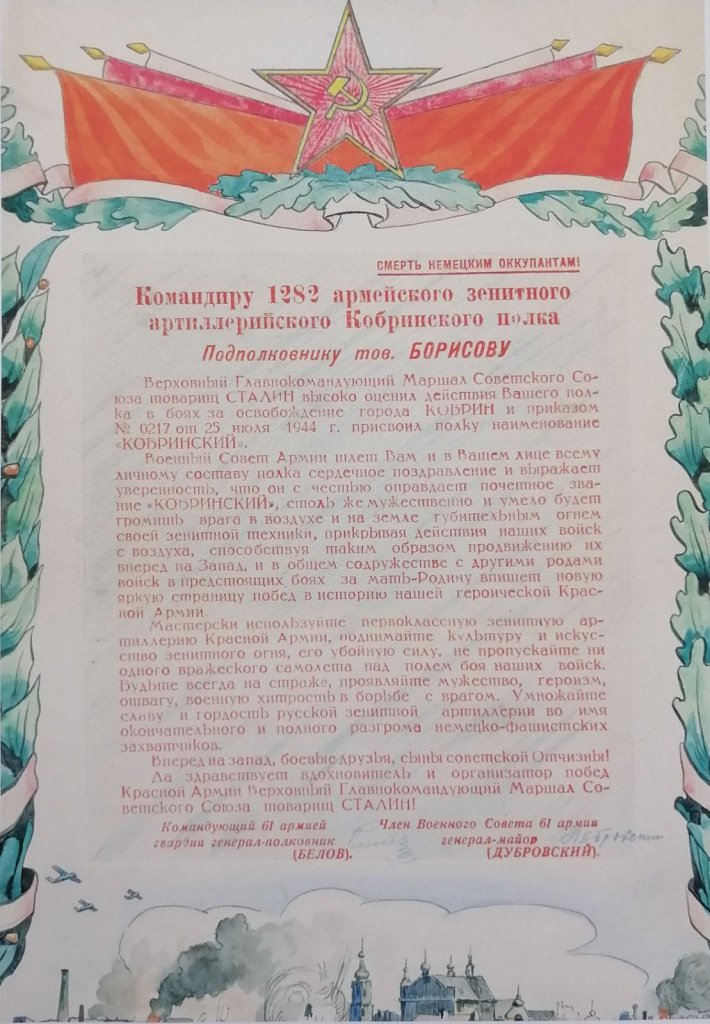 СМЕРТЬ НЕМЕЦКИМ ОККУПАНТАМ!
Командиру 1282 армейского зенитного
артиллерийского Кобринского полка
Подполковнику тов. БОРИСОВУ
Верховный Главнокомандующий Маршал Советского Со-
юза товарищ СТАЛИН высоко оценил действия Вашего пол-
ка в боях за освобождение города КОБРИН и приказом
№ 0217 от 25 июля 1944 г. присвоил полку наименование
«КОБРИНСКИЙ».
Военный Совет Армии шлет Вам и в Вашем лице всему
личному составу полка сердечное поздравление и выражает
уверенность, что он с честью оправдает почетное зва-
ние «КОБРИНСКИЙ», столь же мужественно и умело будет
громить врага в воздухе и на земле губительным огнем
своей зенитной техники, прикрывая действия наших войск
с воздуха, способствуя таким образом продвижению их
вперед на Запад, и в общем содружестве с другими родами
войск в предстоящих боях за мать-Родину впишет новую
яркую страницу побед в историю нашей героической Крас-
ной Армии.
Мастерски используйте первоклассную зенитную ар-
тиллерию Красной Армии, поднимайте культуру и искус-
ство зенитного огня, его убойную силу, не пропускайте ни
одного вражеского самолета над полем боя наших войск.
Будьте всегда на страже, проявляйте мужество, героизм,
отвагу, военную хитрость в борьбе с врагом. Умножайте
славу и гордость русской зенитной артиллерии во имя
окончательного и полного разгрома немецко-фашистских
захватчиков.
Вперед на запад, боевые друзья, сыны советской Отчизны!
Да здравствует вдохновитель и организатор побед
Красной Армии Верховный Главнокомандующий Маршал Со-
ветского Союза товарищ СТАЛИН!
Командующий 61 армией
гвардии генерал-полковник
(БЕЛОВ).
Член Военного Совета 61 армии
генерал-майор
(ДУБРОВСКИЙ).